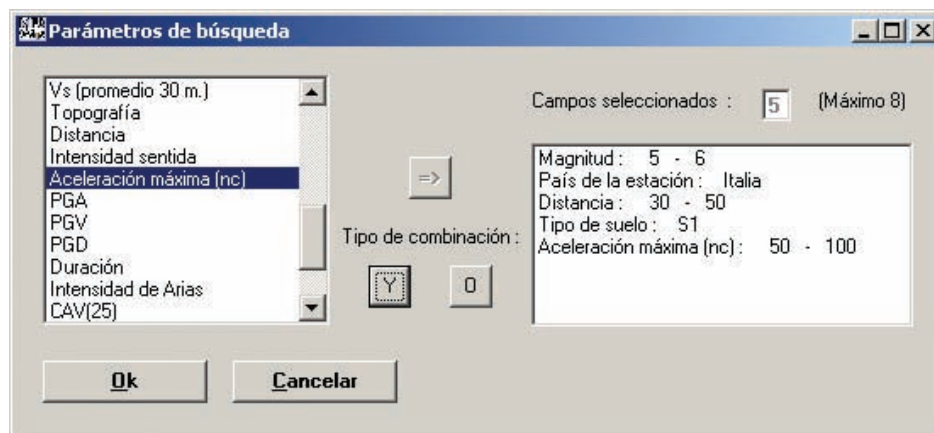 Parámetros de búsqueda
Vs (promedio 30 m.)
Topografía
Distancia
Intensidad sentida
Aceleración máxima (nc)
PGA
PGV
PGD
Duración
Intensidad de Arias
CAV(25)
=>
Tipo de combinación :
Y O
Campos seleccionados : 5 (Máximo 8)
Magnitud : 5 - 6
País de la estación : Italia
Distancia : 30 - 50
Tipo de suelo : S1
Aceleración máxima (nc) : 50 - 100
Ok Cancelar